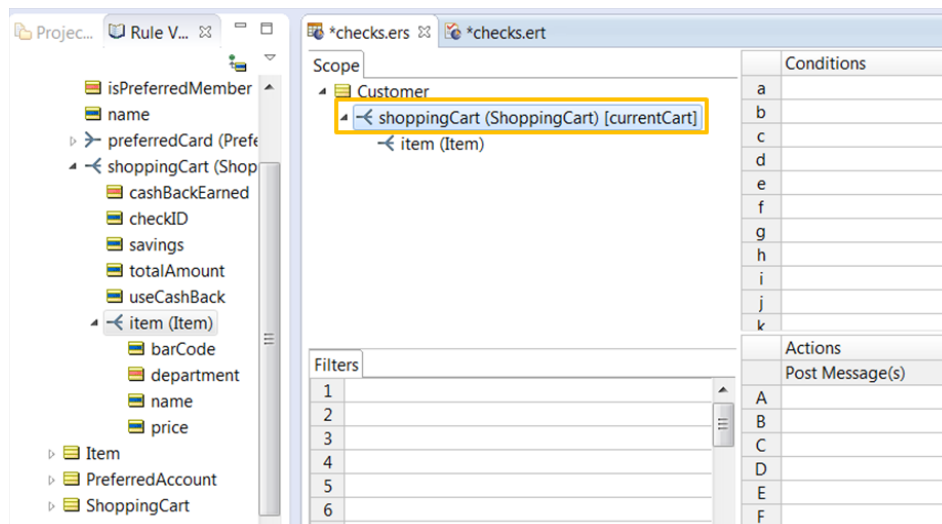 Projec...
Rule V...
isPreferredMember
name
preferredCard (Prefe
shoppingCart (Shop
cashBackEarned
checkID
savings
totalAmount
useCashBack
item (Item)
barCode
department
name
price
Item
PreferredAccount
ShoppingCart
*checks.ers
*checks.ert
Scope
Customer
shoppingCart (ShoppingCart) [currentCart]
item (Item)
Filters
1
2
3
4
5
6
Conditions
a
b
c
d
e
f
g
h
i
j
k
Actions
Post Message(s)
A
B
C
D
E
F